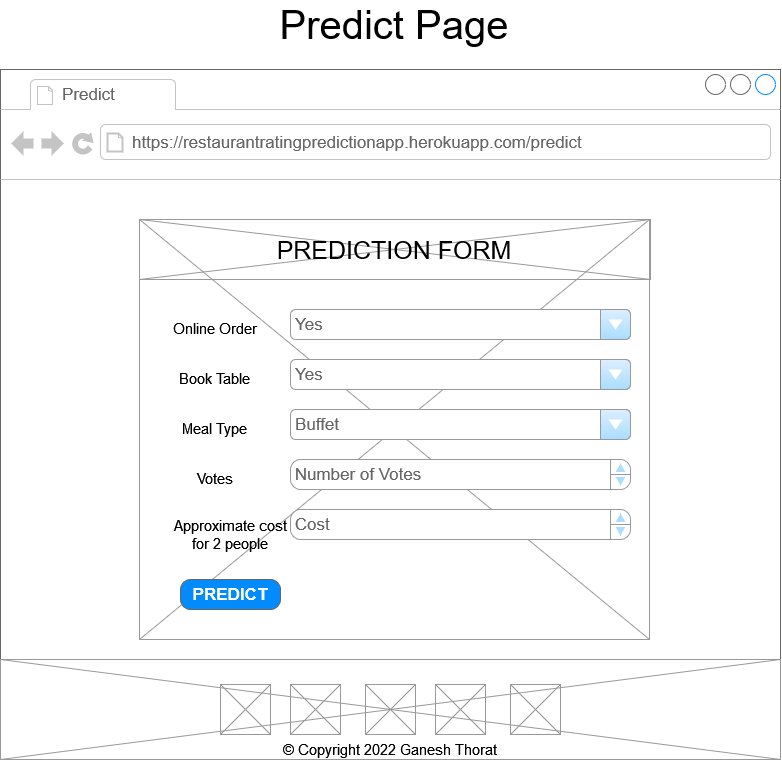 Predict Page
Predict
https://restaurantratingpredictionapp.herokuapp.com/predict
PREDICTION FORM
Online Order
Yes
Book Table
Yes
Meal Type
Buffet
Votes
Number of Votes
Approximate cost
for 2 people
Cost
PREDICT
© Copyright 2022 Ganesh Thorat